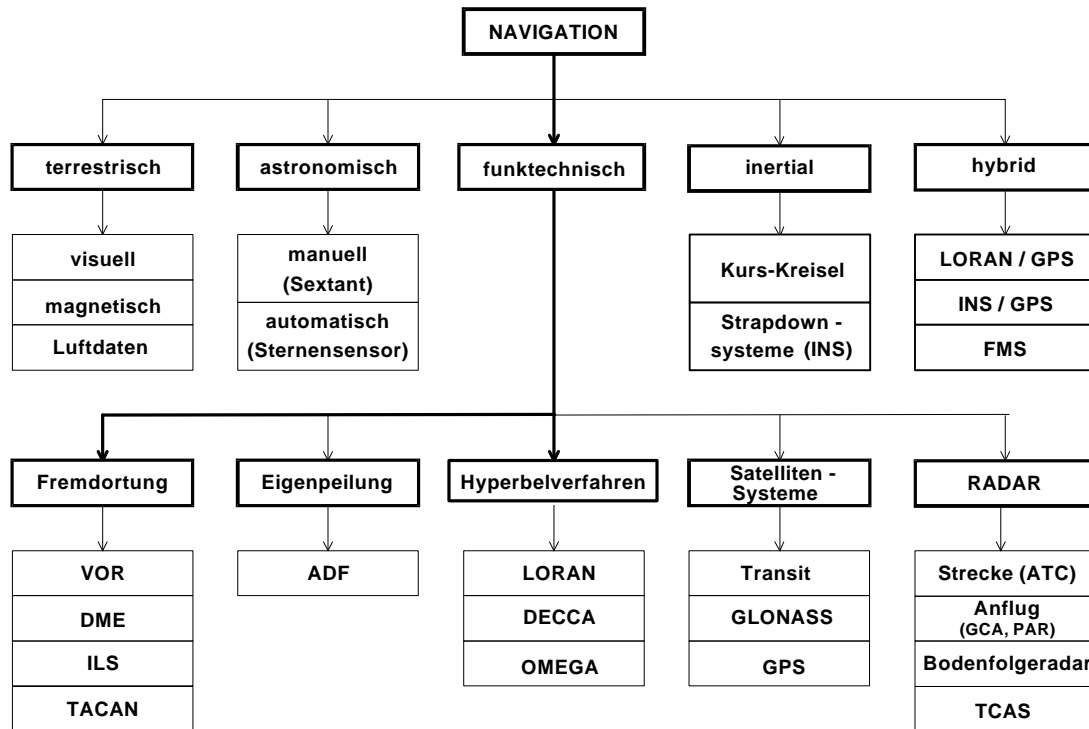 NAVIGATION
terrestrisch
astronomisch
funktechnisch
inertial
hybrid
visuell
magnetisch
Luftdaten
manuell
(Sextant)
automatisch
(Sternensensor)
Kurs-Kreisel
Strapdown -
systeme (INS)
LORAN / GPS
INS / GPS
FMS
Fremdortung
Eigenpeilung
Hyperbelverfahren
Satelliten -
Systeme
RADAR
VOR
DME
ILS
TACAN
ADF
LORAN
DECCA
OMEGA
Transit
GLONASS
GPS
Strecke (ATC)
Anflug
(GCA, PAR)
Bodenfolgeradar
TCAS